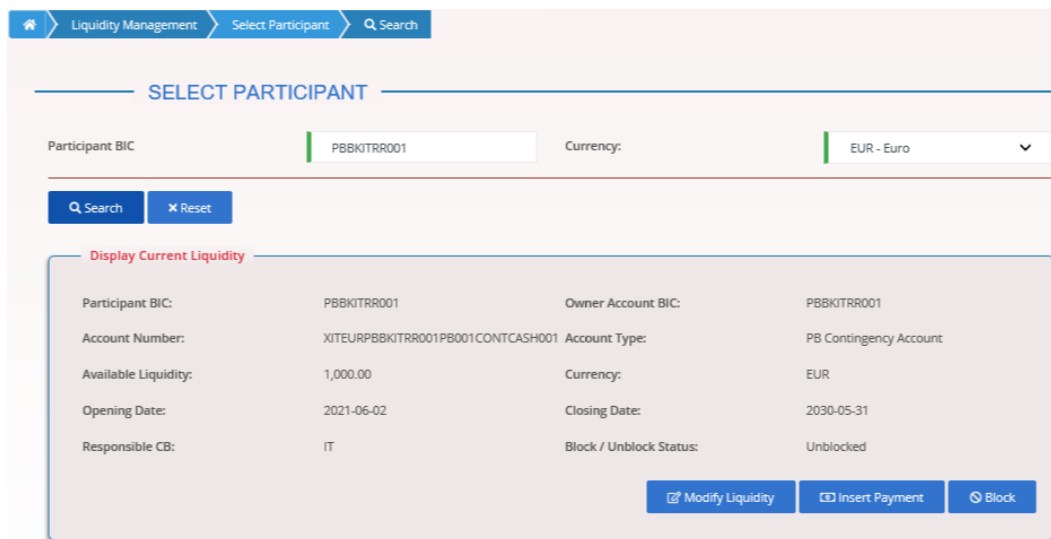 Liquidity Management Select Participant Search
SELECT PARTICIPANT
Participant BIC PBBKITRR001 Currency: EUR - Euro
Search Reset
Display Current Liquidity
Participant BIC: PBBKITRR001 Owner Account BIC: PBBKITRR001
Account Number: XITEURPBBKITRR001PB001CONTCASH001 Account Type: PB Contingency Account
Available Liquidity: 1,000.00 Currency: EUR
Opening Date: 2021-06-02 Closing Date: 2030-05-31
Responsible CB: IT Block / Unblock Status: Unblocked
Modify Liquidity Insert Payment Block